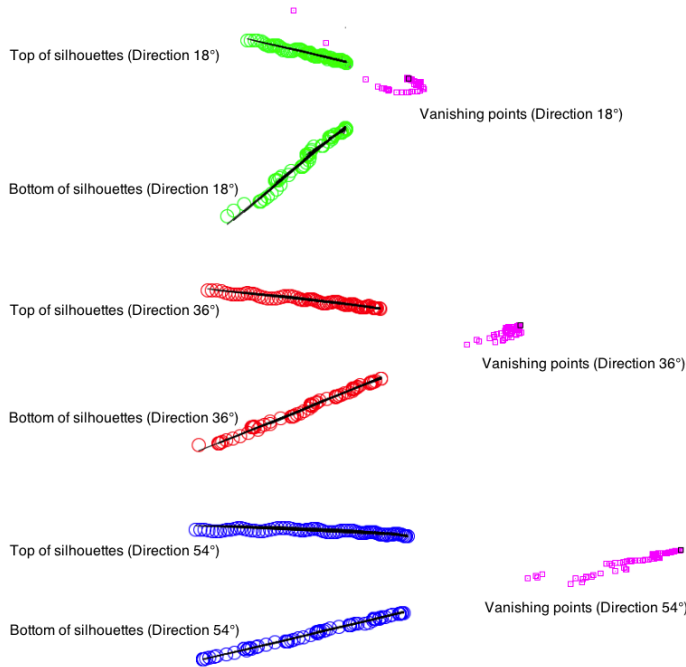 Top of silhouettes (Direction 18°)
Vanishing points (Direction 18°)
Bottom of silhouettes (Direction 18°)
Top of silhouettes (Direction 36°)
Vanishing points (Direction 36°)
Bottom of silhouettes (Direction 36°)
Top of silhouettes (Direction 54°)
Vanishing points (Direction 54°)
Bottom of silhouettes (Direction 54°)